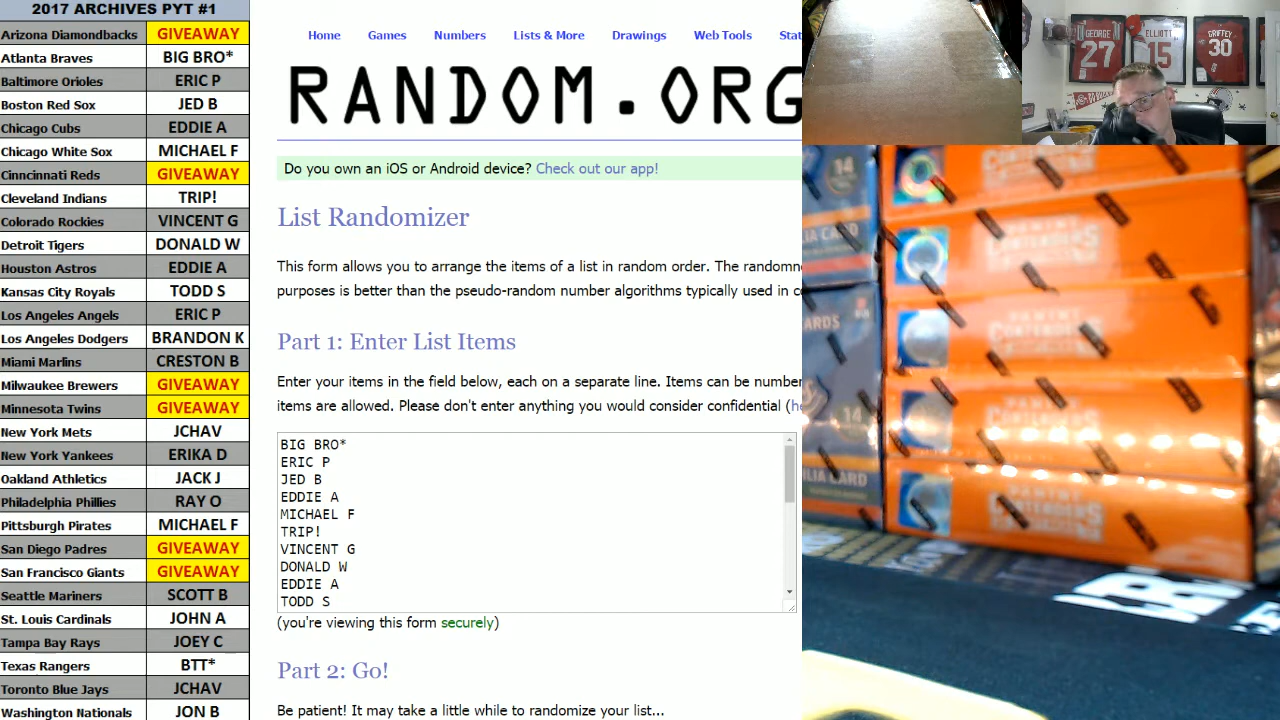 2017 ARCHIVES PYT #1
Arizona Diamondbacks GIVEAWAY
Atlanta Braves BIG BRO*
Baltimore Orioles ERIC P
Boston Red Sox JED B
Chicago Cubs EDDIE A
Chicago White Sox MICHAEL F
Cinncinnati Reds GIVEAWAY
Cleveland Indians TRIP!
Colorado Rockies VINCENT G
Detroit Tigers DONALD W
Houston Astros EDDIE A
Kansas City Royals TODD S
Los Angeles Angels ERIC P
Los Angeles Dodgers BRANDON K
Miami Marlins CRESTON B
Milwaukee Brewers GIVEAWAY
Minnesota Twins GIVEAWAY
New York Mets JCHAV
New York Yankees ERIKA D
Oakland Athletics JACK J
Philadelphia Phillies RAY O
Pittsburgh Pirates MICHAEL F
San Diego Padres GIVEAWAY
San Francisco Giants GIVEAWAY
Seattle Mariners SCOTT B
St. Louis Cardinals JOHN A
Tampa Bay Rays JOEY C
Texas Rangers BTT*
Toronto Blue Jays JCHAV
Washington Nationals JON B
Home Games Numbers Lists & More Drawings Web Tools Stat
RANDOM.ORG
Do you own an iOS or Android device? Check out our app!
List Randomizer
This form allows you to arrange the items of a list in random order. The randomn
purposes is better than the pseudo-random number algorithms typically used in co
Part 1: Enter List Items
Enter your items in the field below, each on a separate line. Items can be number
items are allowed. Please don't enter anything you would consider confidential (he
BIG BRO*
ERIC P
JED B
EDDIE A
MICHAEL F
TRIP!
VINCENT G
DONALD W
EDDIE A
TODD S
(you're viewing this form securely)
Part 2: Go!
Be patient! It may take a little while to randomize your list...
GEORGE
27
ELLIOTT
15
GRIFFEY
30
14
CARDS
14
PANINI
CONTENDERS
PANINI
CONTENDERS